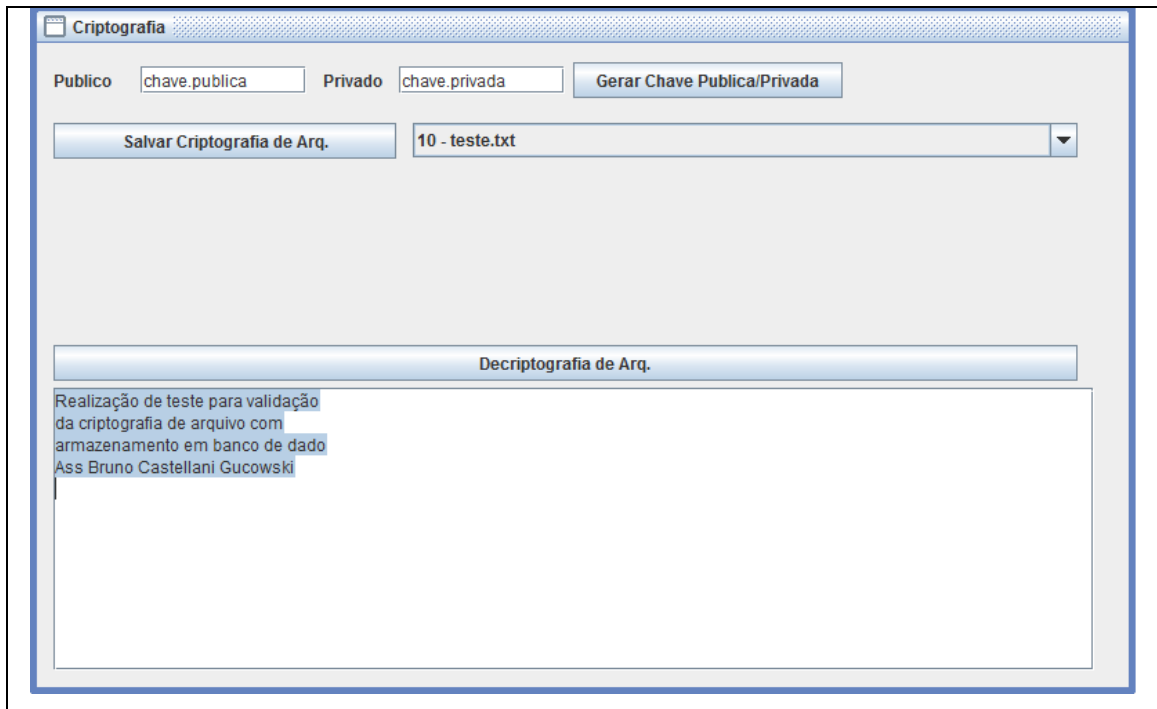 Criptografia
Publico chave.publica Privado chave.privada Gerar Chave Publica/Privada
Salvar Criptografia de Arq. 10 - teste.txt
Decriptografia de Arq.
Realização de teste para validação
da criptografia de arquivo com
armazenamento em banco de dado
Ass Bruno Castellani Gucowski